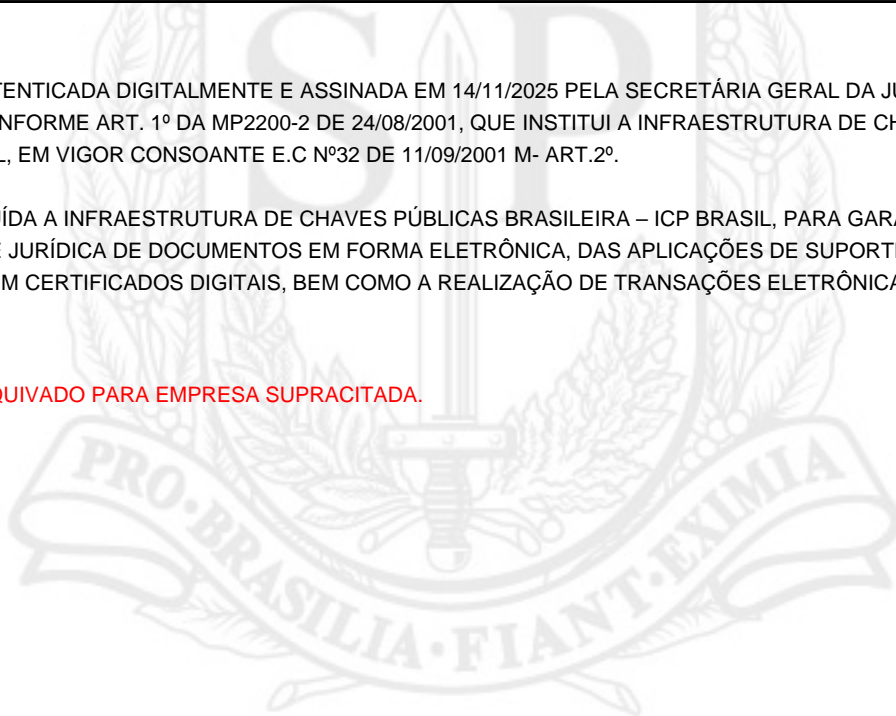 TENTICADA DIGITALMENTE E ASSINADA EM 14/11/2025 PELA SECRETÁRIA GERAL DA JU
NFORME ART. 1º DA MP2200-2 DE 24/08/2001, QUE INSTITUI A INFRAESTRUTURA DE CH
L, EM VIGOR CONSOANTE E.C Nº32 DE 11/09/2001 M- ART.2º.
UÍDA A INFRAESTRUTURA DE CHAVES PÚBLICAS BRASILEIRA – ICP BRASIL, PARA GARA
E JURÍDICA DE DOCUMENTOS EM FORMA ELETRÔNICA, DAS APLICAÇÕES DE SUPORTE
M CERTIFICADOS DIGITAIS, BEM COMO A REALIZAÇÃO DE TRANSAÇÕES ELETRÔNICA
QUIVADO PARA EMPRESA SUPRACITADA.
SP
PRO·BRASILIA·FIANT·EXIMIA